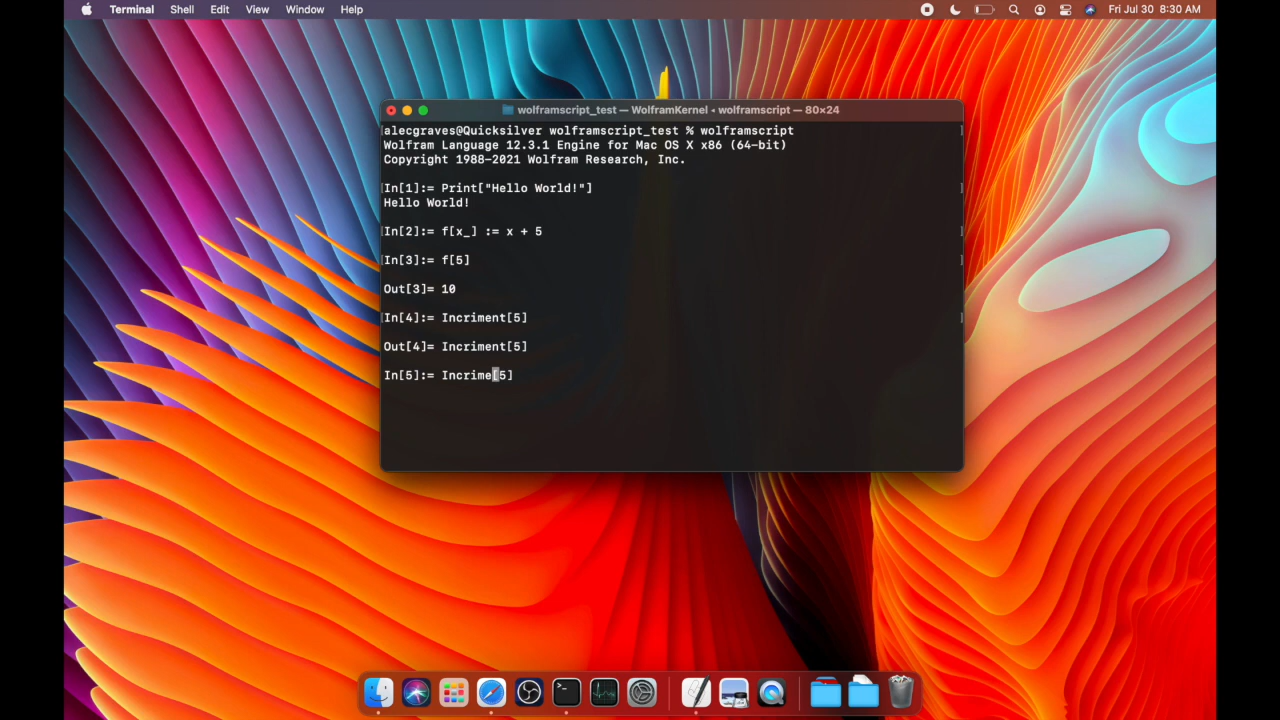 Terminal Shell Edit View Window Help Fri Jul 30 8:30 AM
wolframscript_test — WolframKernel ◂ wolframscript — 80×24
alecgraves@Quicksilver wolframscript_test % wolframscript
Wolfram Language 12.3.1 Engine for Mac OS X x86 (64-bit)
Copyright 1988-2021 Wolfram Research, Inc.
In[1]:= Print["Hello World!"]
Hello World!
In[2]:= f[x_] := x + 5
In[3]:= f[5]
Out[3]= 10
In[4]:= Incriment[5]
Out[4]= Incriment[5]
In[5]:= Incrime[5]